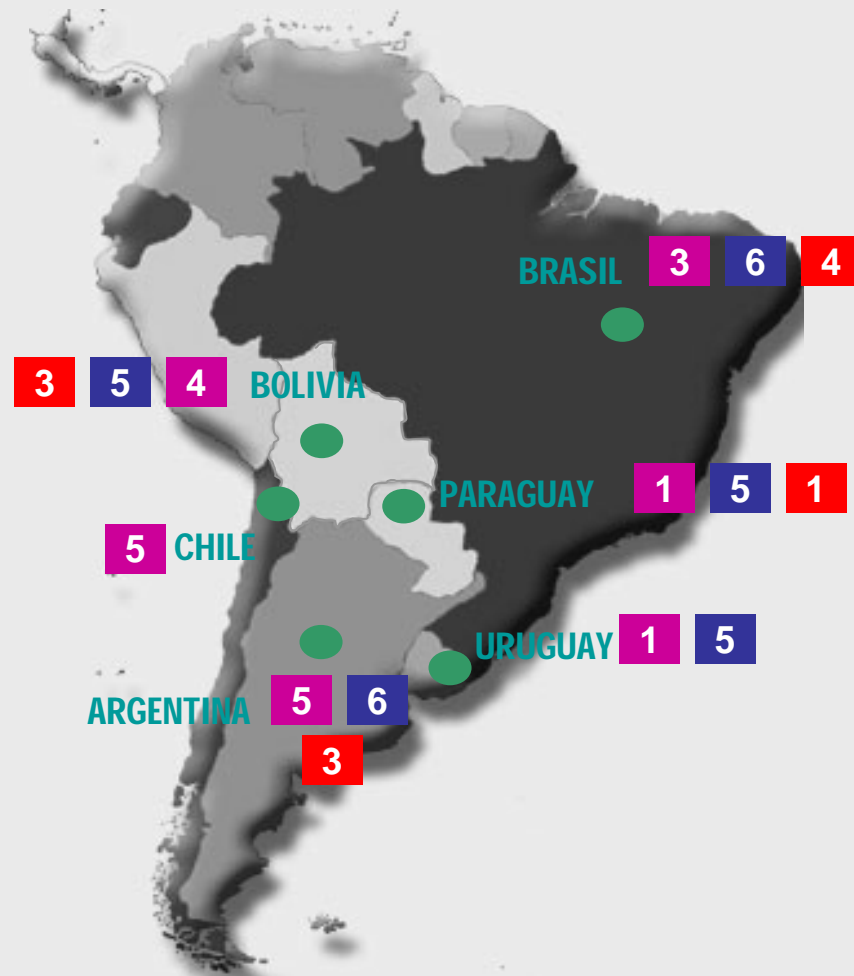 BRASIL 3 6 4
3 5 4 BOLIVIA
PARAGUAY 1 5 1
5 CHILE
URUGUAY 1 5
ARGENTINA 5 6
3